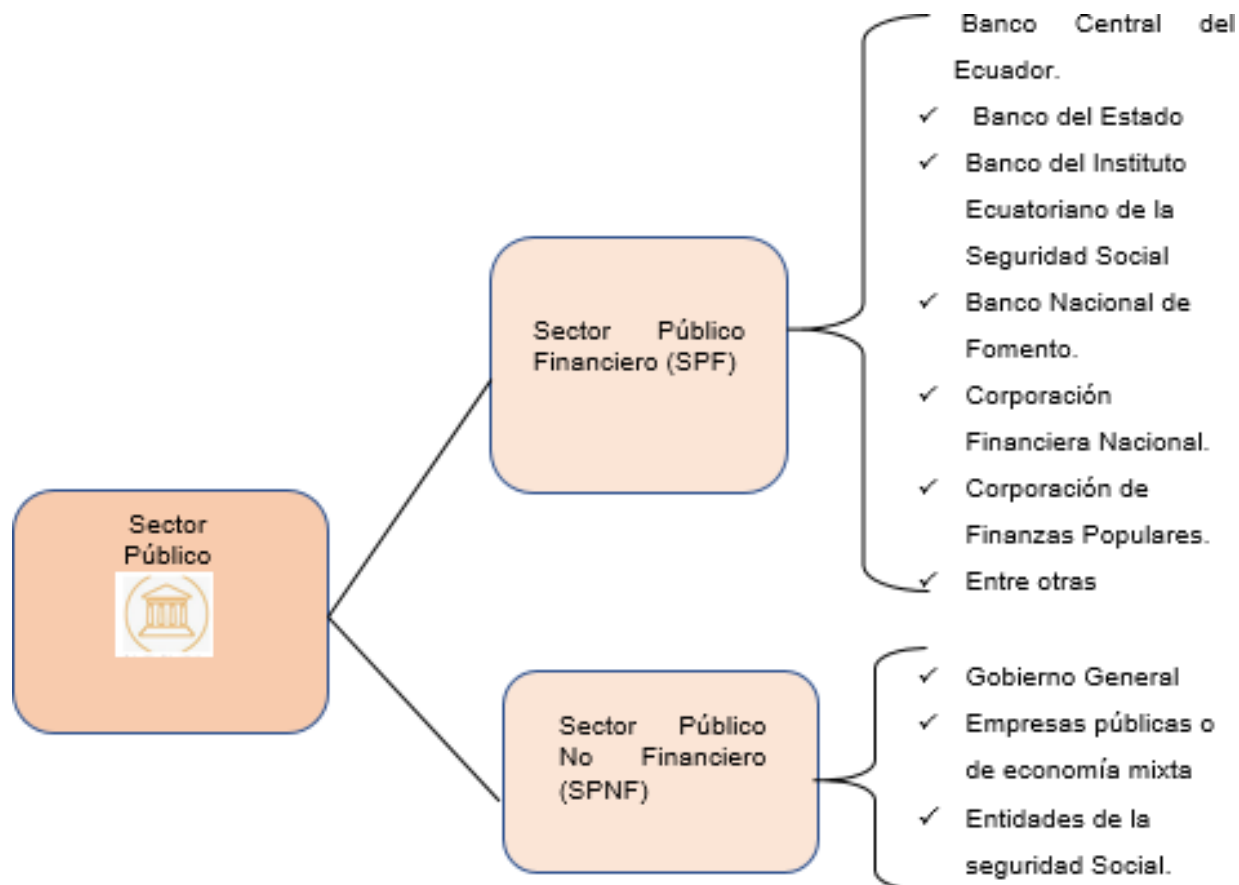 Sector
Público
Sector Público
Financiero (SPF)
Banco Central del
Ecuador.
✓ Banco del Estado
✓ Banco del Instituto
Ecuatoriano de la
Seguridad Social
✓ Banco Nacional de
Fomento.
✓ Corporación
Financiera Nacional.
✓ Corporación de
Finanzas Populares.
✓ Entre otras
Sector Público
No Financiero
(SPNF)
✓ Gobierno General
✓ Empresas públicas o
de economía mixta
✓ Entidades de la
seguridad Social.